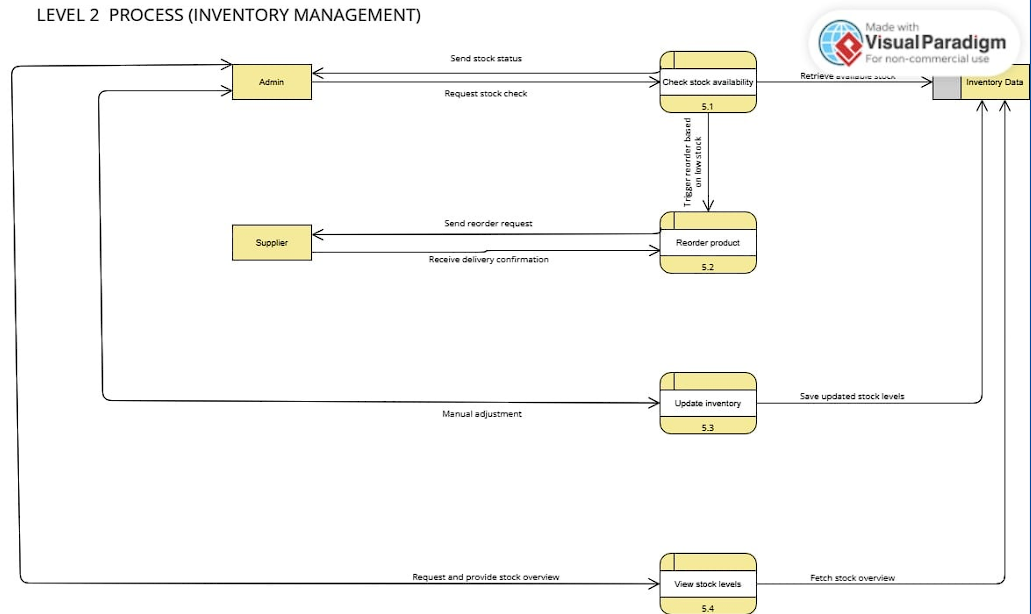 LEVEL 2 PROCESS (INVENTORY MANAGEMENT)
Made with
Visual Paradigm
For non-commercial use
Send stock status
Admin
Request stock check
Check stock availability
5.1
Retrieve available stock
Inventory Data
Trigger reorder based
on low stock
Send reorder request
Supplier
Receive delivery confirmation
Reorder product
5.2
Manual adjustment
Update inventory
5.3
Save updated stock levels
Request and provide stock overview
View stock levels
5.4
Fetch stock overview